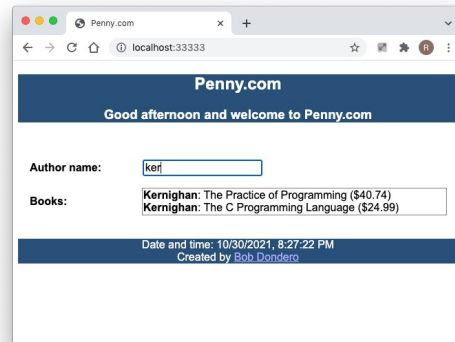 Penny.com
localhost:33333
R
Penny.com
Good afternoon and welcome to Penny.com
Author name: ker
Books: Kernighan: The Practice of Programming ($40.74)
Kernighan: The C Programming Language ($24.99)
Date and time: 10/30/2021, 8:27:22 PM
Created by Bob Dondero